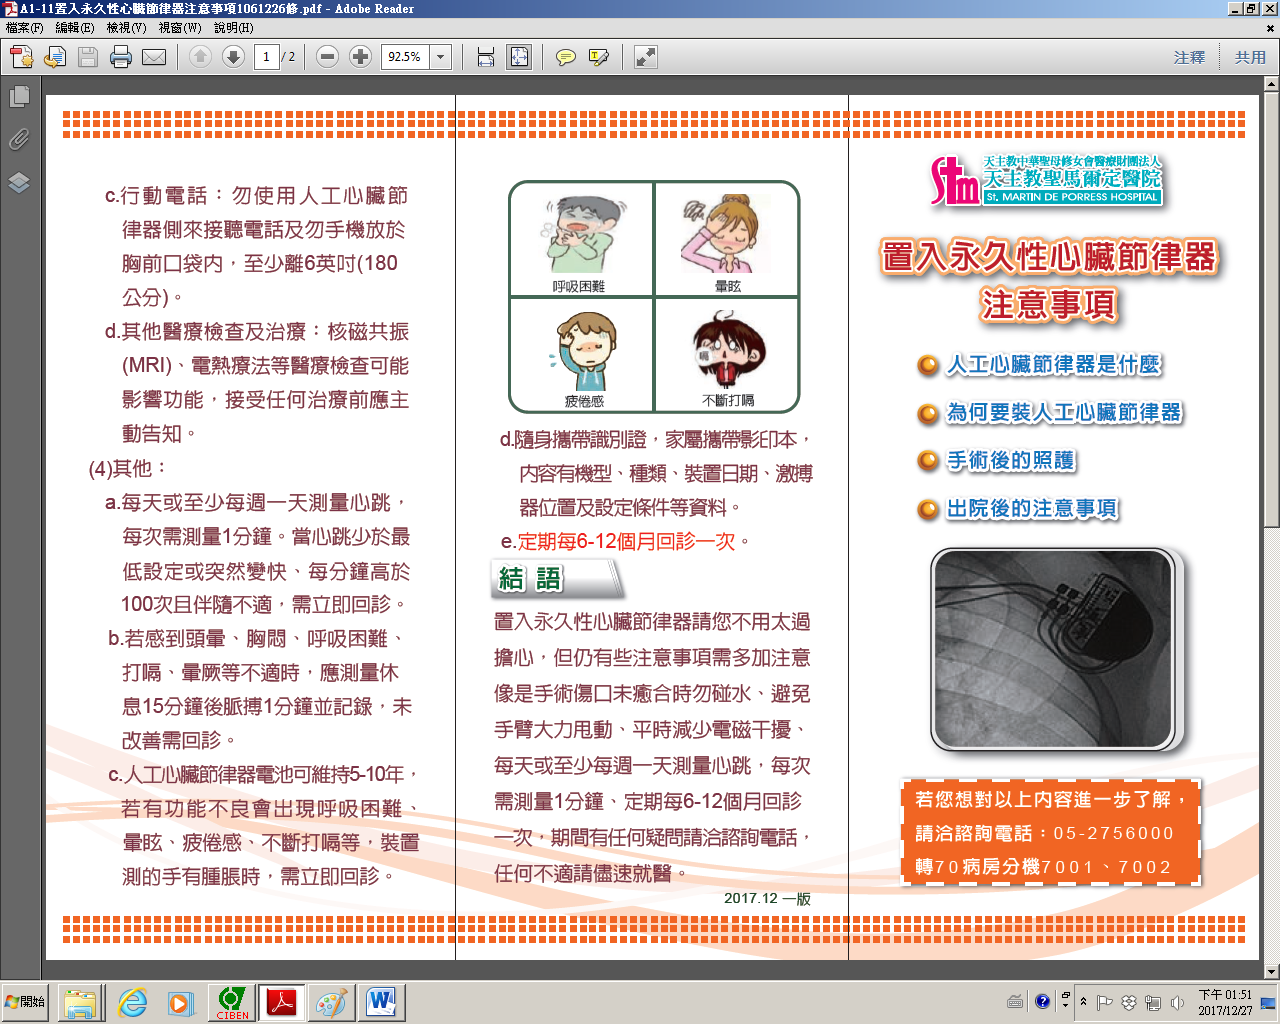 A1-11置入永久性心臟節律器注意事項1061226修.pdf - Adobe Reader
檔案(F) 編輯(E) 檢視(V) 視窗(W) 說明(H)
1 / 2 92.5% 注釋 共用
c.行動電話：勿使用人工心臟節
律器側來接聽電話及勿手機放於
胸前口袋內，至少離6英吋(180
公分)。
d.其他醫療檢查及治療：核磁共振
(MRI)、電熱療法等醫療檢查可能
影響功能，接受任何治療前應主
動告知。
(4)其他：
a.每天或至少每週一天測量心跳，
每次需測量1分鐘。當心跳少於最
低設定或突然變快、每分鐘高於
100次且伴隨不適，需立即回診。
b.若感到頭暈、胸悶、呼吸困難、
打嗝、暈厥等不適時，應測量休
息15分鐘後脈搏1分鐘並記錄，未
改善需回診。
c.人工心臟節律器電池可維持5-10年，
若有功能不良會出現呼吸困難、
暈眩、疲倦感、不斷打嗝等，裝置
測的手有腫脹時，需立即回診。
呼吸困難
暈眩
嗝
疲倦感
不斷打嗝
d.隨身攜帶識別證，家屬攜帶影印本，
內容有機型、種類、裝置日期、激搏
器位置及設定條件等資料。
e.定期每6-12個月回診一次。
結語
置入永久性心臟節律器請您不用太過
擔心，但仍有些注意事項需多加注意
像是手術傷口未癒合時勿碰水、避免
手臂大力甩動、平時減少電磁干擾、
每天或至少每週一天測量心跳，每次
需測量1分鐘、定期每6-12個月回診
一次，期間有任何疑問請洽諮詢電話，
任何不適請儘速就醫。
2017.12 一版
Stm
天主教中華聖母修女會醫療財團法人
天主教聖馬爾定醫院
ST. MARTIN DE PORRESS HOSPITAL
置入永久性心臟節律器
注意事項
人工心臟節律器是什麼
為何要裝人工心臟節律器
手術後的照護
出院後的注意事項
若您想對以上內容進一步了解，
請洽諮詢電話：05-2756000
轉70病房分機7001、7002
開始
CIBEN
下午 01:51
2017/12/27